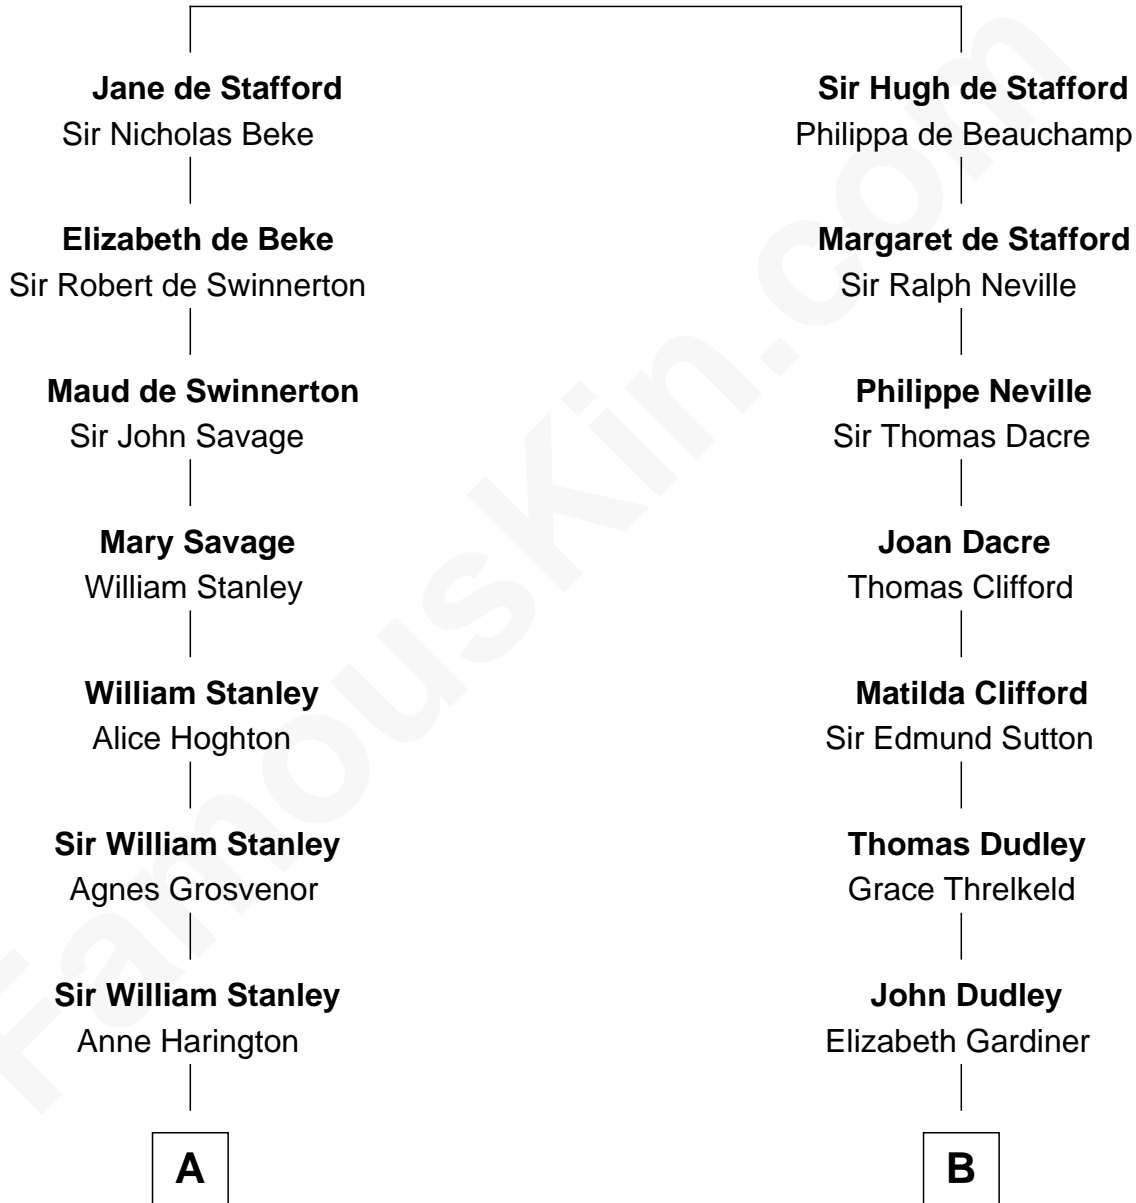 Jane de Stafford
Sir Nicholas Beke
Elizabeth de Beke
Sir Robert de Swinnerton
Maud de Swinnerton
Sir John Savage
Mary Savage
William Stanley
William Stanley
Alice Hoghton
Sir William Stanley
Agnes Grosvenor
Sir William Stanley
Anne Harington
A
Sir Hugh de Stafford
Philippa de Beauchamp
Margaret de Stafford
Sir Ralph Neville
Philippe Neville
Sir Thomas Dacre
Joan Dacre
Thomas Clifford
Matilda Clifford
Sir Edmund Sutton
Thomas Dudley
Grace Threlkeld
John Dudley
Elizabeth Gardiner
B
FamousKin.com